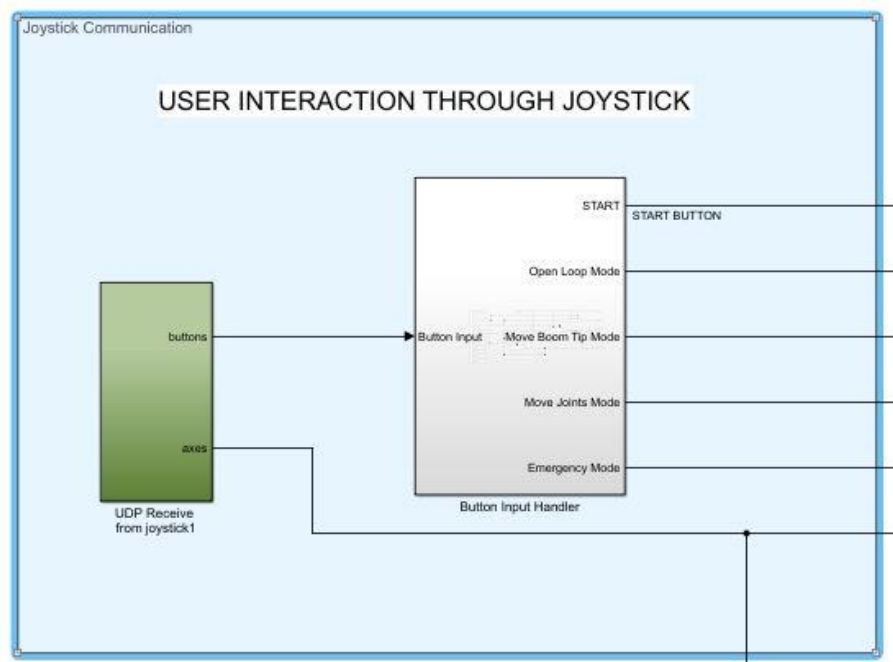 Joystick Communication
USER INTERACTION THROUGH JOYSTICK
START
START BUTTON
Open Loop Mode
buttons
Button Input
Move Boom Tip Mode
Move Joints Mode
axes
Emergency Mode
Button Input Handler
UDP Receive
from joystick1